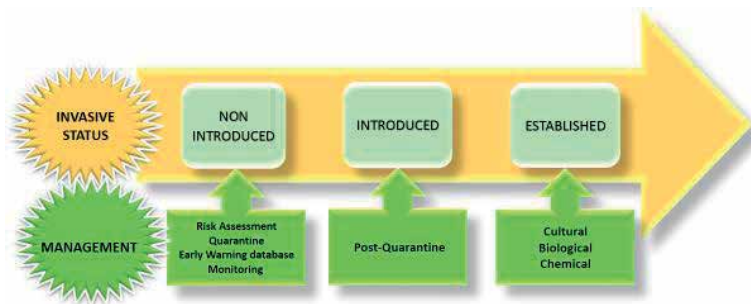 INVASIVE
STATUS
NON
INTRODUCED
INTRODUCED
ESTABLISHED
MANAGEMENT
Risk Assessment
Quarantine
Early Warning database
Monitoring
Post-Quarantine
Cultural
Biological
Chemical